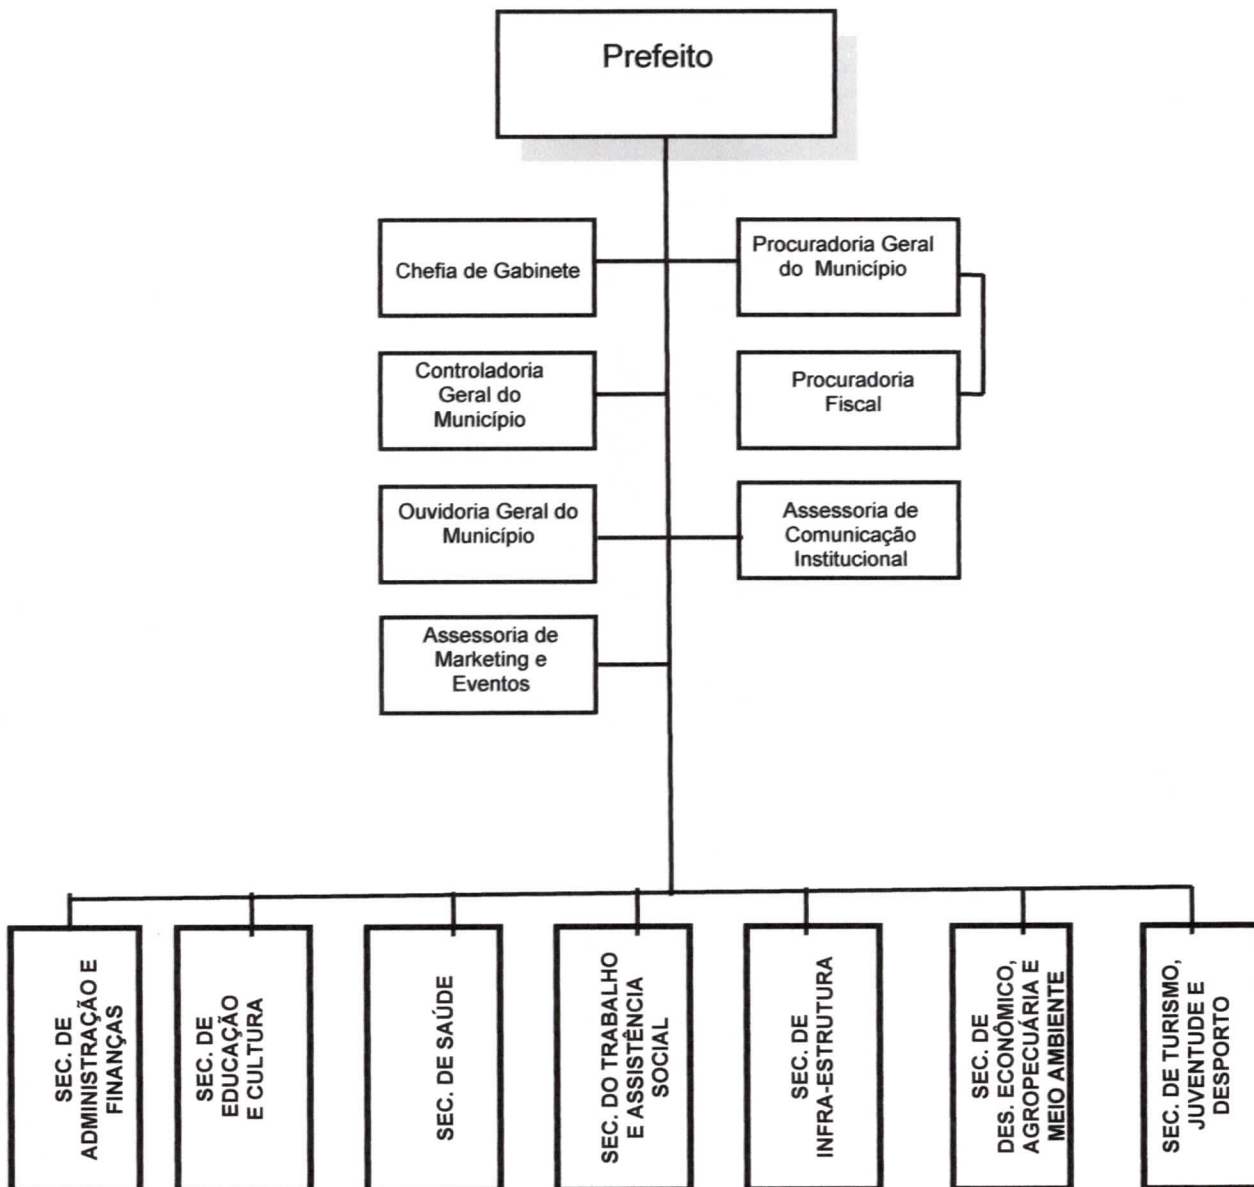 Prefeito
Chefia de Gabinete
Procuradoria Geral
do Município
Controladoria
Geral do
Município
Procuradoria
Fiscal
Ouvidoria Geral do
Município
Assessoria de
Comunicação
Institucional
Assessoria de
Marketing e
Eventos
SEC. DE
ADMINISTRAÇÃO E
FINANÇAS
SEC. DE
EDUCAÇÃO
E CULTURA
SEC. DE SAÚDE
SEC. DO TRABALHO
E ASSISTÊNCIA
SOCIAL
SEC. DE
INFRA-ESTRUTURA
SEC. DE
DES. ECONÔMICO,
AGROPECUÁRIA E
MEIO AMBIENTE
SEC. DE TURISMO,
JUVENTUDE E
DESPORTO